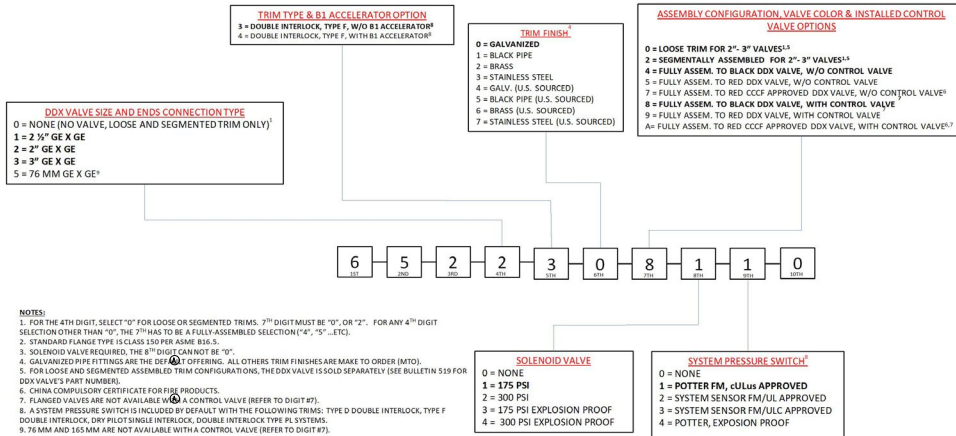 TRIM TYPE & B1 ACCELERATOR OPTION
3 = DOUBLE INTERLOCK, TYPE F, W/O B1 ACCELERATOR⁸
4 = DOUBLE INTERLOCK, TYPE F, WITH B1 ACCELERATOR⁸
TRIM FINISH⁴
0 = GALVANIZED
1 = BLACK PIPE
2 = BRASS
3 = STAINLESS STEEL
4 = GALV. (U.S. SOURCED)
5 = BLACK PIPE (U.S. SOURCED)
6 = BRASS (U.S. SOURCED)
7 = STAINLESS STEEL (U.S. SOURCED)
ASSEMBLY CONFIGURATION, VALVE COLOR & INSTALLED CONTROL
VALVE OPTIONS
0 = LOOSE TRIM FOR 2"- 3" VALVES¹·⁵
2 = SEGMENTALLY ASSEMBLED FOR 2"- 3" VALVES¹·⁵
4 = FULLY ASSEM. TO BLACK DDX VALVE, W/O CONTROL VALVE
5 = FULLY ASSEM. TO RED DDX VALVE, W/O CONTROL VALVE
7 = FULLY ASSEM. TO RED CCCF APPROVED DDX VALVE, W/O CONTROL VALVE⁶
8 = FULLY ASSEM. TO BLACK DDX VALVE, WITH CONTROL VALVE⁷
9 = FULLY ASSEM. TO RED DDX VALVE, WITH CONTROL VALVE⁷
A= FULLY ASSEM. TO RED CCCF APPROVED DDX VALVE, WITH CONTROL VALVE⁶·⁷
DDX VALVE SIZE AND ENDS CONNECTION TYPE
0 = NONE (NO VALVE, LOOSE AND SEGMENTED TRIM ONLY)¹
1 = 2 ½" GE X GE
2 = 2" GE X GE
3 = 3" GE X GE
5 = 76 MM GE X GE⁹
6 5 2 2 3 0 8 1 1 0
1ST 2ND 3RD 4TH 5TH 6TH 7TH 8TH 9TH 10TH
NOTES:
1. FOR THE 4TH DIGIT, SELECT "0" FOR LOOSE OR SEGMENTED TRIMS. 7TH DIGIT MUST BE "0", OR "2". FOR ANY 4TH DIGIT
SELECTION OTHER THAN "0", THE 7TH HAS TO BE A FULLY-ASSEMBLED SELECTION ("4", "5" ...ETC).
2. STANDARD FLANGE TYPE IS CLASS 150 PER ASME B16.5.
3. SOLENOID VALVE REQUIRED, THE 8TH DIGIT CAN NOT BE "0".
4. GALVANIZED PIPE FITTINGS ARE THE DEFAULT OFFERING. ALL OTHERS TRIM FINISHES ARE MAKE TO ORDER (MTO).
5. FOR LOOSE AND SEGMENTED ASSEMBLED TRIM CONFIGURATIONS, THE DDX VALVE IS SOLD SEPARATELY (SEE BULLETIN 519 FOR
DDX VALVE'S PART NUMBER).
6. CHINA COMPULSORY CERTIFICATE FOR FIRE PRODUCTS.
7. FLANGED VALVES ARE NOT AVAILABLE WITH A CONTROL VALVE (REFER TO DIGIT #7).
8. A SYSTEM PRESSURE SWITCH IS INCLUDED BY DEFAULT WITH THE FOLLOWING TRIMS: TYPE D DOUBLE INTERLOCK, TYPE F
DOUBLE INTERLOCK, DRY PILOT SINGLE INTERLOCK, DOUBLE INTERLOCK TYPE PL SYSTEMS.
9. 76 MM AND 165 MM ARE NOT AVAILABLE WITH A CONTROL VALVE (REFER TO DIGIT #7).
SOLENOID VALVE
0 = NONE
1 = 175 PSI
2 = 300 PSI
3 = 175 PSI EXPLOSION PROOF
4 = 300 PSI EXPLOSION PROOF
SYSTEM PRESSURE SWITCH⁸
0 = NONE
1 = POTTER FM, cULus APPROVED
2 = SYSTEM SENSOR FM/UL APPROVED
3 = SYSTEM SENSOR FM/ULC APPROVED
4 = POTTER, EXPOSION PROOF